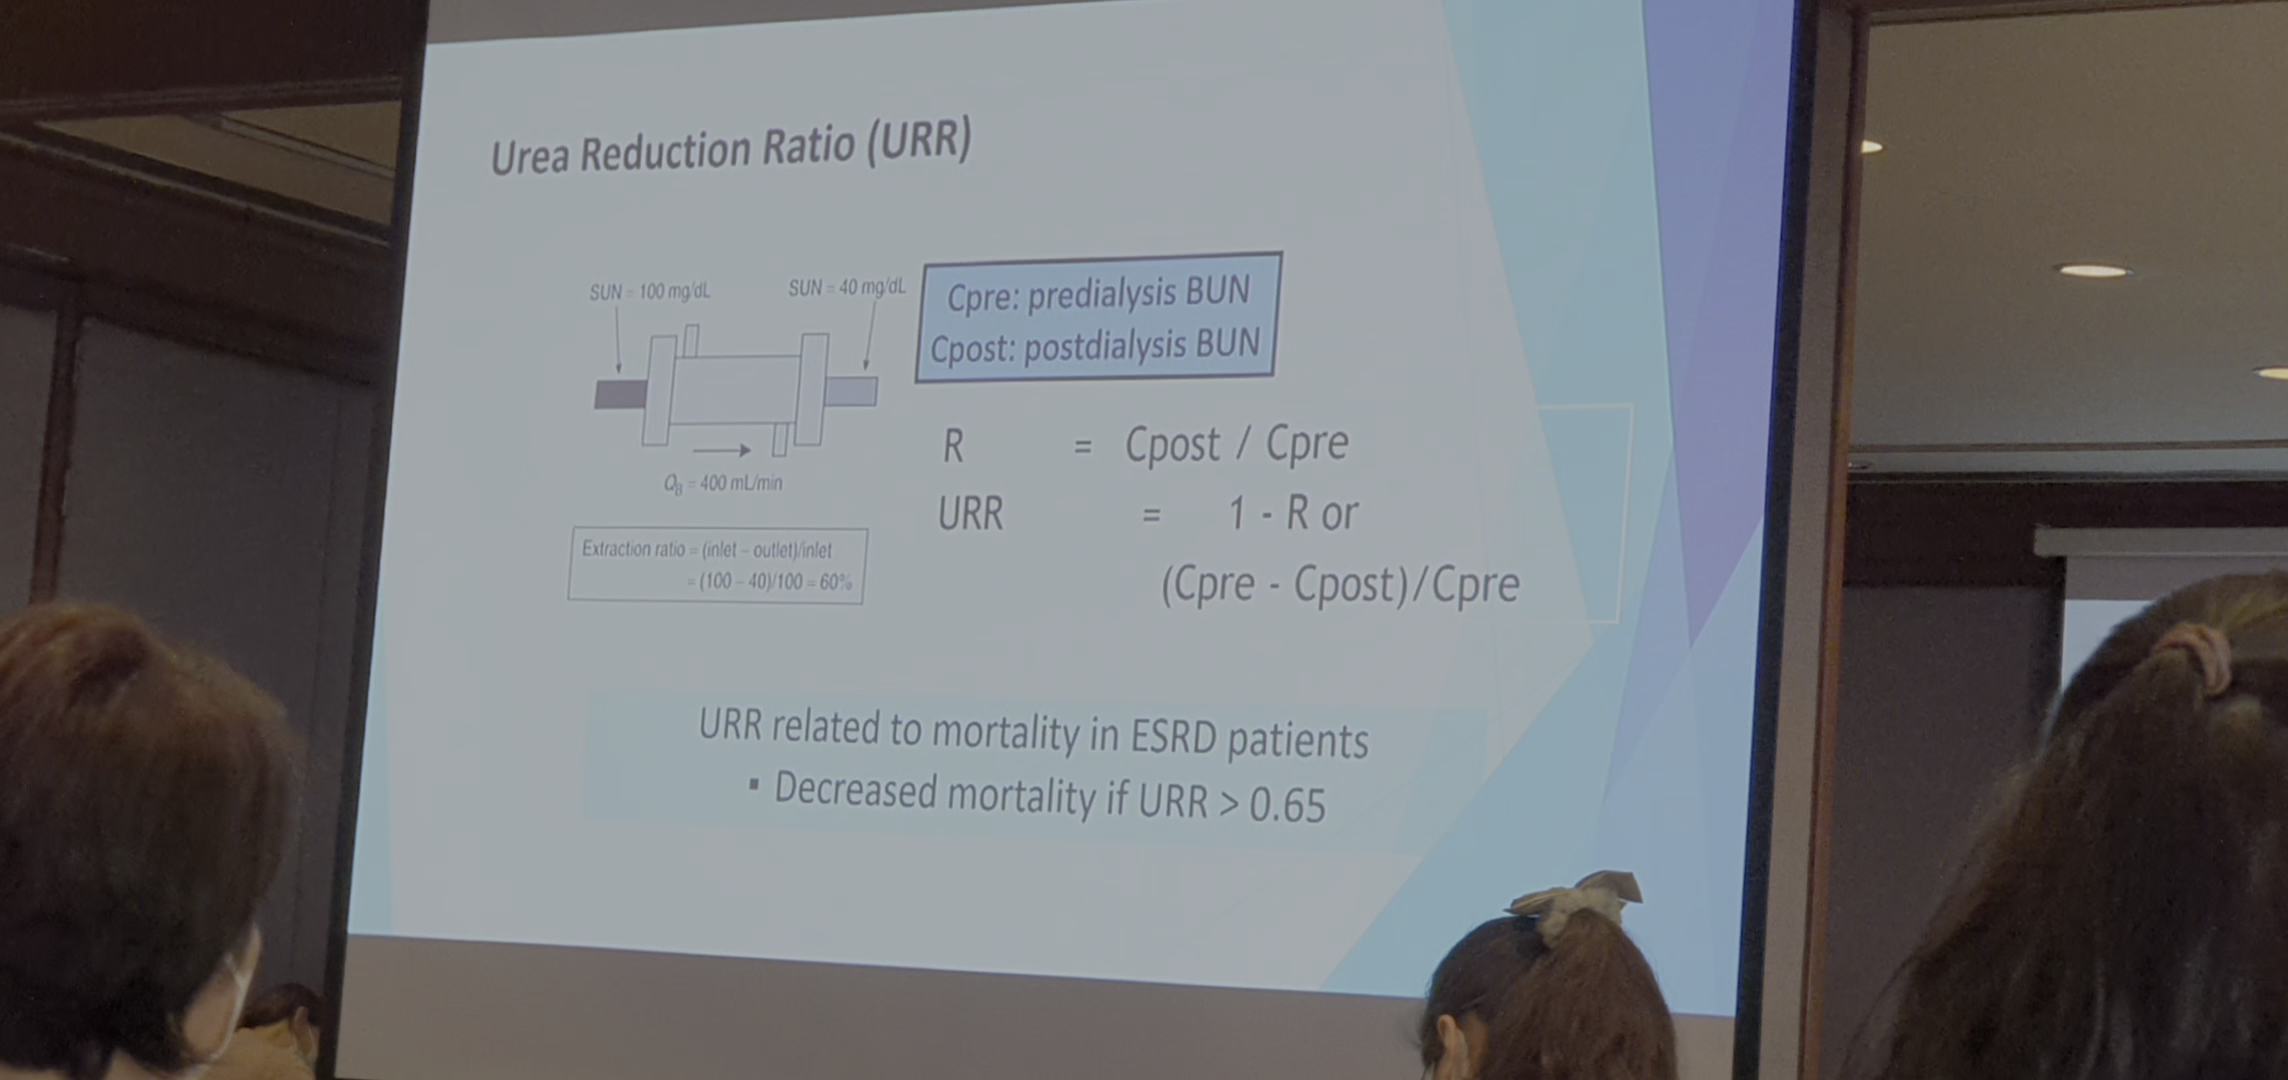 Urea Reduction Ratio (URR)
SUN = 100 mg/dL
SUN = 40 mg/dL
Q_B = 400 mL/min
Extraction ratio = (inlet – outlet)/inlet
= (100 – 40)/100 = 60%
Cpre: predialysis BUN
Cpost: postdialysis BUN
R = Cpost / Cpre
URR = 1 - R or
(Cpre - Cpost)/Cpre
URR related to mortality in ESRD patients
▪ Decreased mortality if URR > 0.65